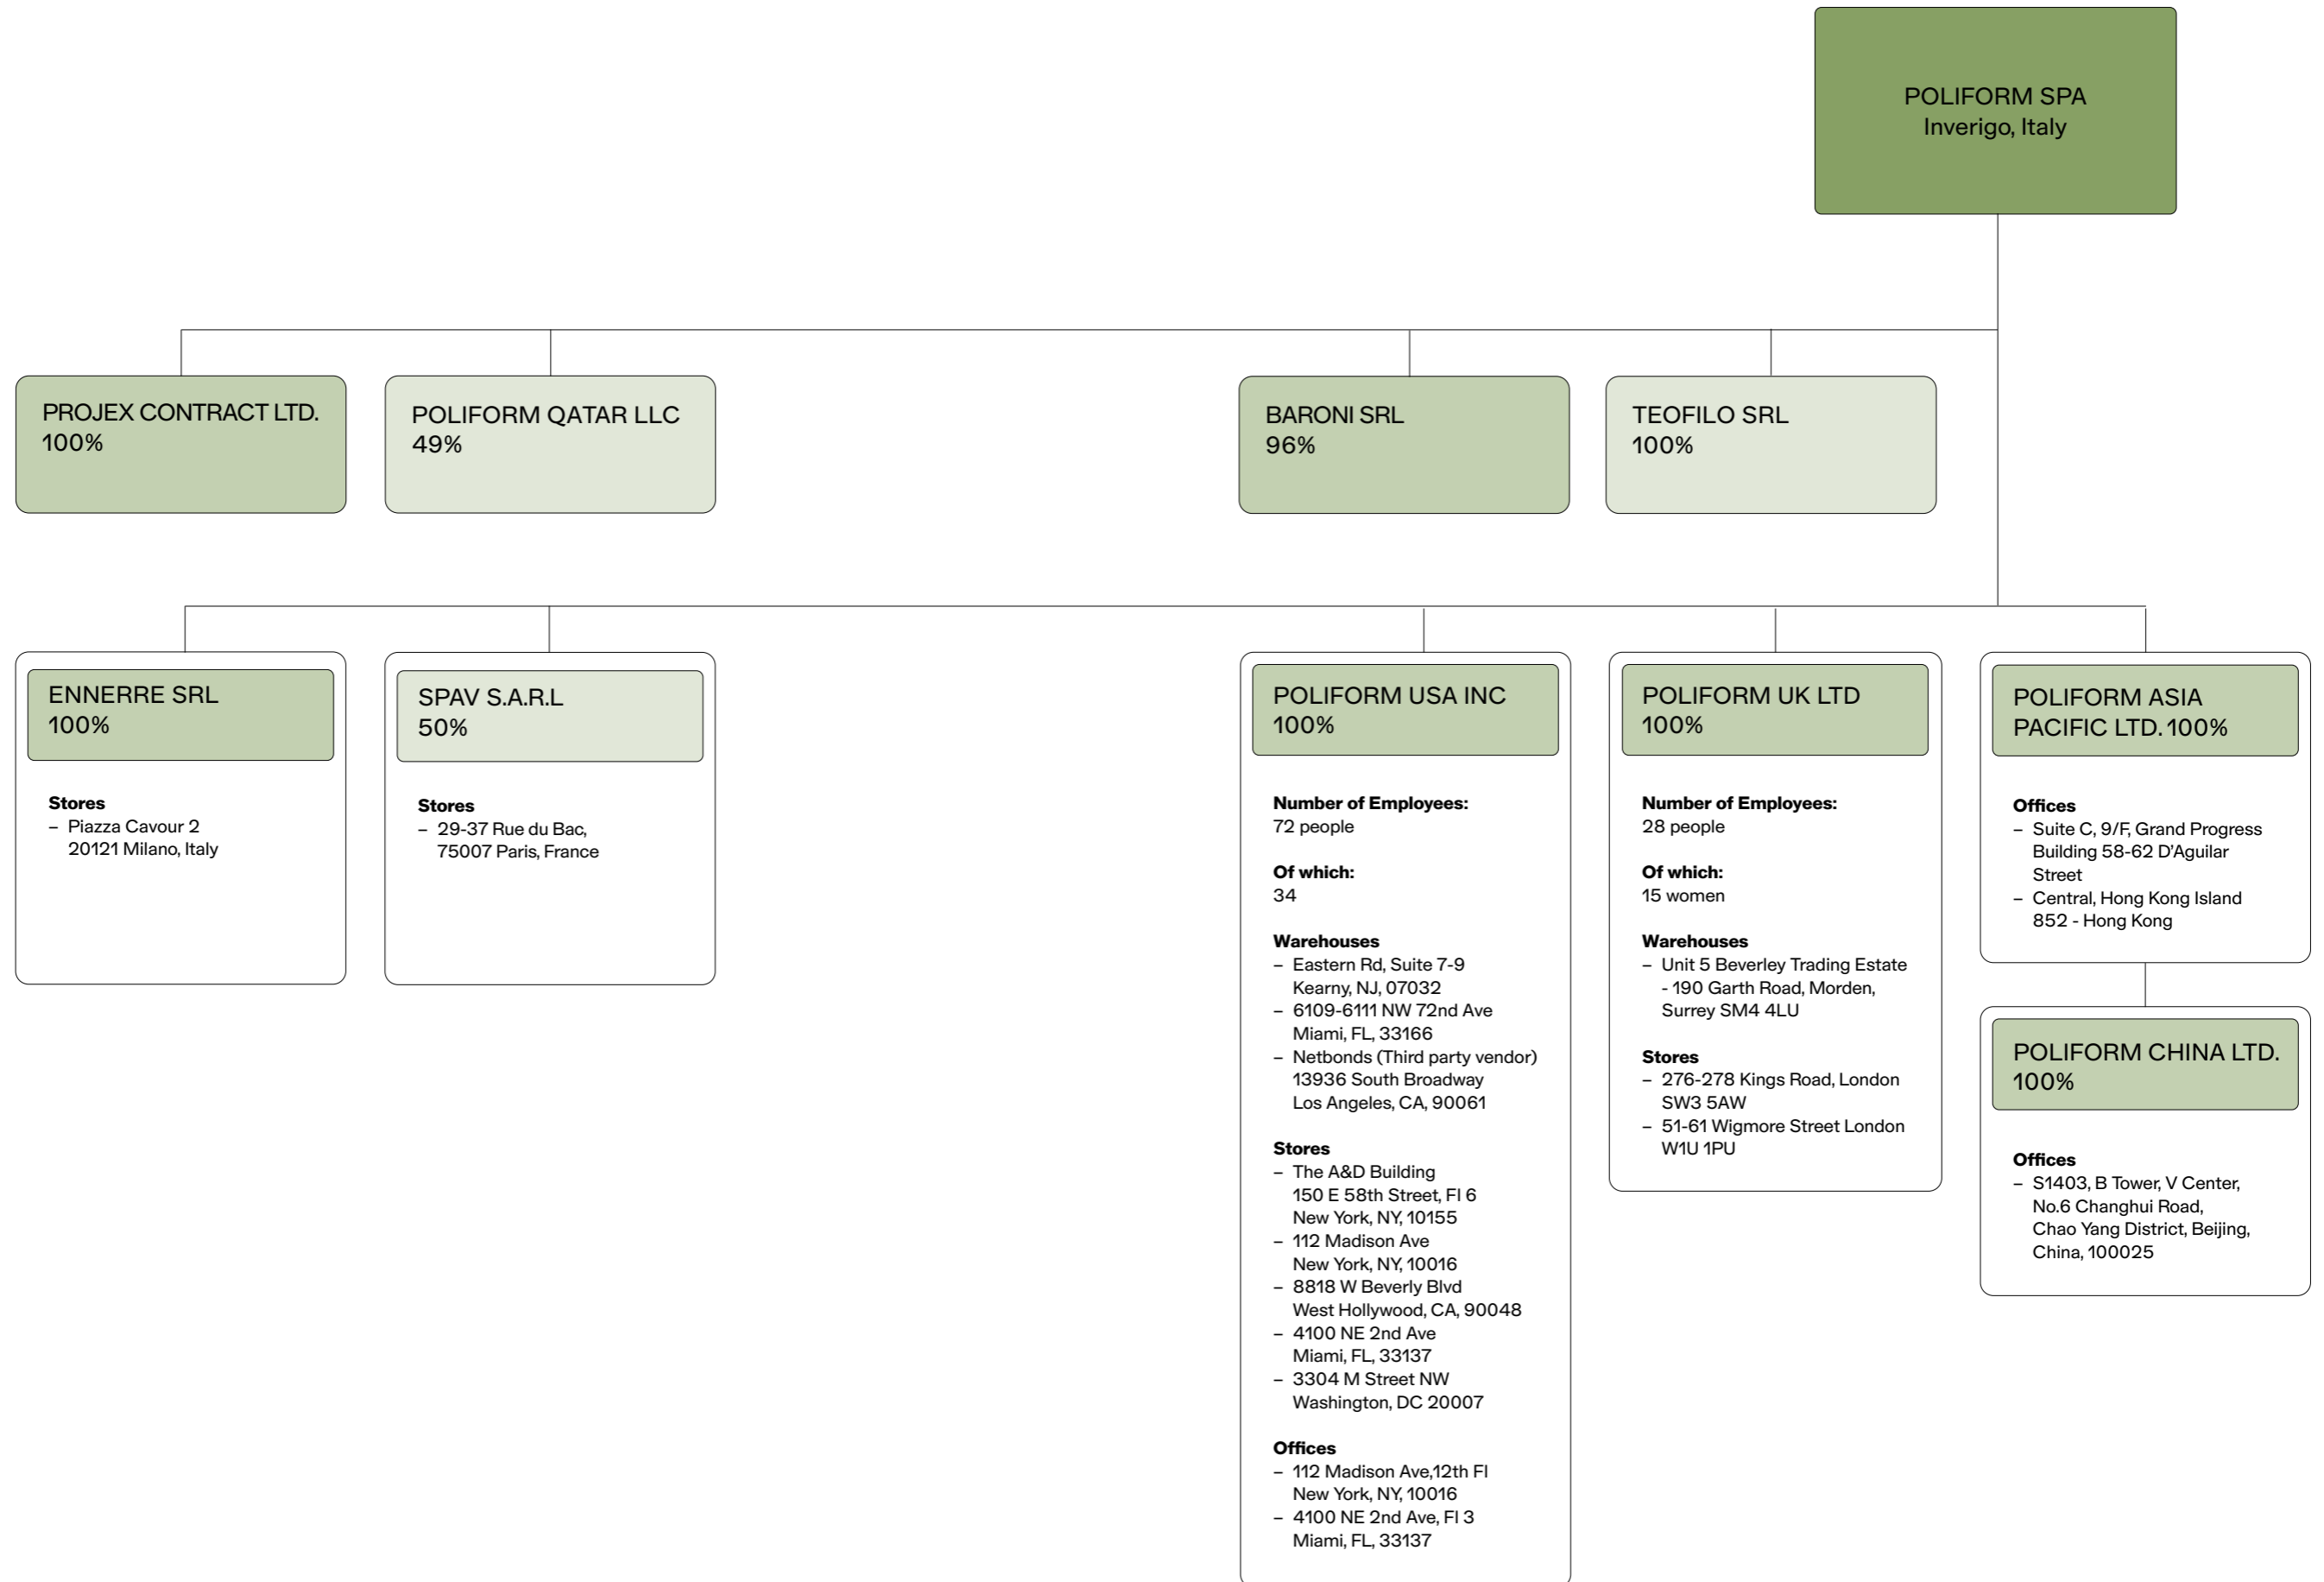 POLIFORM SPA
Inverigo, Italy
PROJEX CONTRACT LTD.
100%
POLIFORM QATAR LLC
49%
BARONI SRL
96%
TEOFILO SRL
100%
ENNERRE SRL
100%
Stores
– Piazza Cavour 2
20121 Milano, Italy
SPAV S.A.R.L
50%
Stores
– 29-37 Rue du Bac,
75007 Paris, France
POLIFORM USA INC
100%
Number of Employees:
72 people
Of which:
34
Warehouses
– Eastern Rd, Suite 7-9
Kearny, NJ, 07032
– 6109-6111 NW 72nd Ave
Miami, FL, 33166
– Netbonds (Third party vendor)
13936 South Broadway
Los Angeles, CA, 90061
Stores
– The A&D Building
150 E 58th Street, Fl 6
New York, NY, 10155
– 112 Madison Ave
New York, NY, 10016
– 8818 W Beverly Blvd
West Hollywood, CA, 90048
– 4100 NE 2nd Ave
Miami, FL, 33137
– 3304 M Street NW
Washington, DC 20007
Offices
– 112 Madison Ave,12th Fl
New York, NY, 10016
– 4100 NE 2nd Ave, Fl 3
Miami, FL, 33137
POLIFORM UK LTD
100%
Number of Employees:
28 people
Of which:
15 women
Warehouses
– Unit 5 Beverley Trading Estate
- 190 Garth Road, Morden,
Surrey SM4 4LU
Stores
– 276-278 Kings Road, London
SW3 5AW
– 51-61 Wigmore Street London
W1U 1PU
POLIFORM ASIA
PACIFIC LTD. 100%
Offices
– Suite C, 9/F, Grand Progress
Building 58-62 D’Aguilar
Street
– Central, Hong Kong Island
852 - Hong Kong
POLIFORM CHINA LTD.
100%
Offices
– S1403, B Tower, V Center,
No.6 Changhui Road,
Chao Yang District, Beijing,
China, 100025